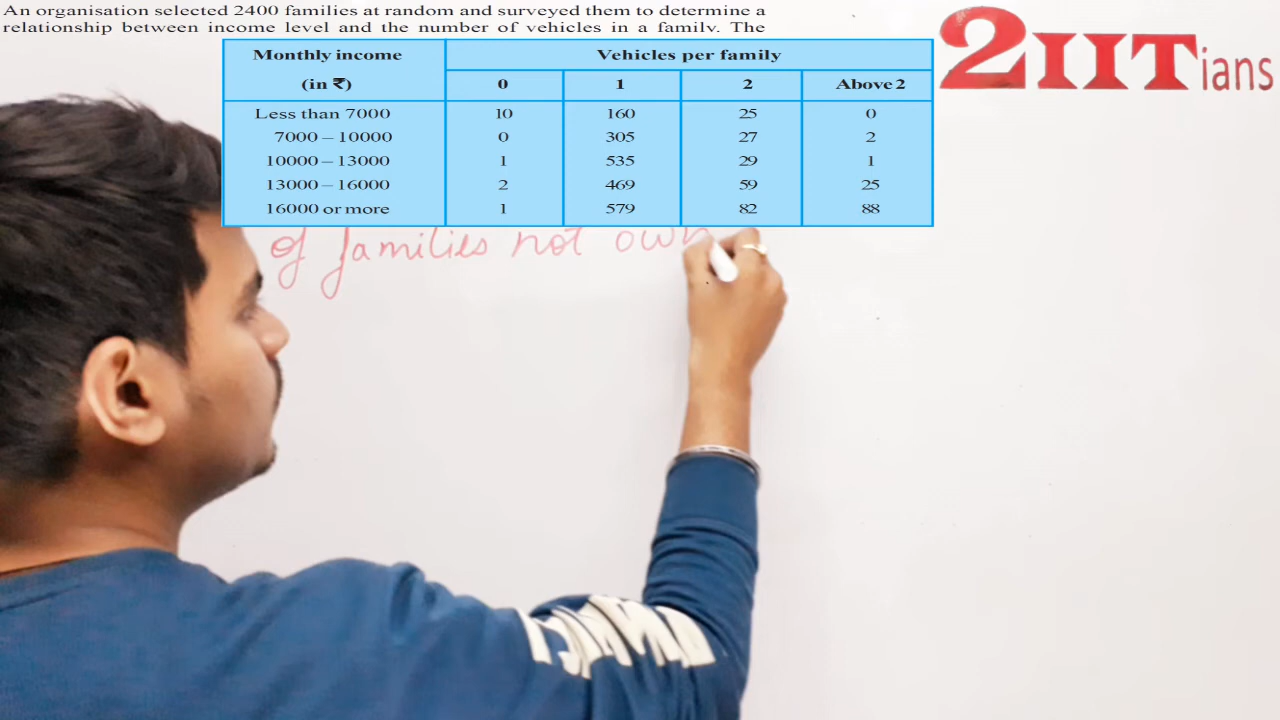 An organisation selected 2400 families at random and surveyed them to determine a
relationship between income level and the number of vehicles in a family. The
2IITians
Monthly income (in ₹) Vehicles per family
0 1 2 Above 2
Less than 7000 10 160 25 0
7000 – 10000 0 305 27 2
10000 – 13000 1 535 29 1
13000 – 16000 2 469 59 25
16000 or more 1 579 82 88
of families not own